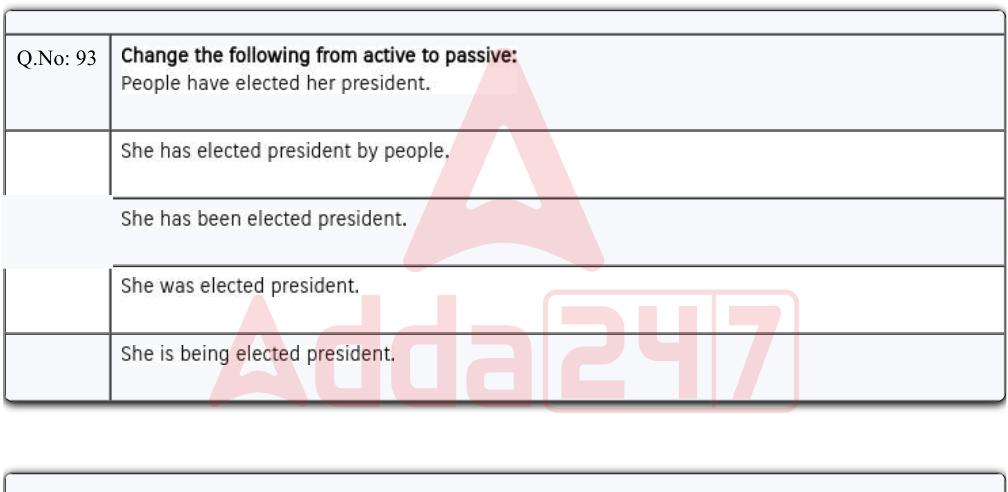 Q.No: 93
Change the following from active to passive:
People have elected her president.
She has elected president by people.
She has been elected president.
She was elected president.
She is being elected president.
Adda247